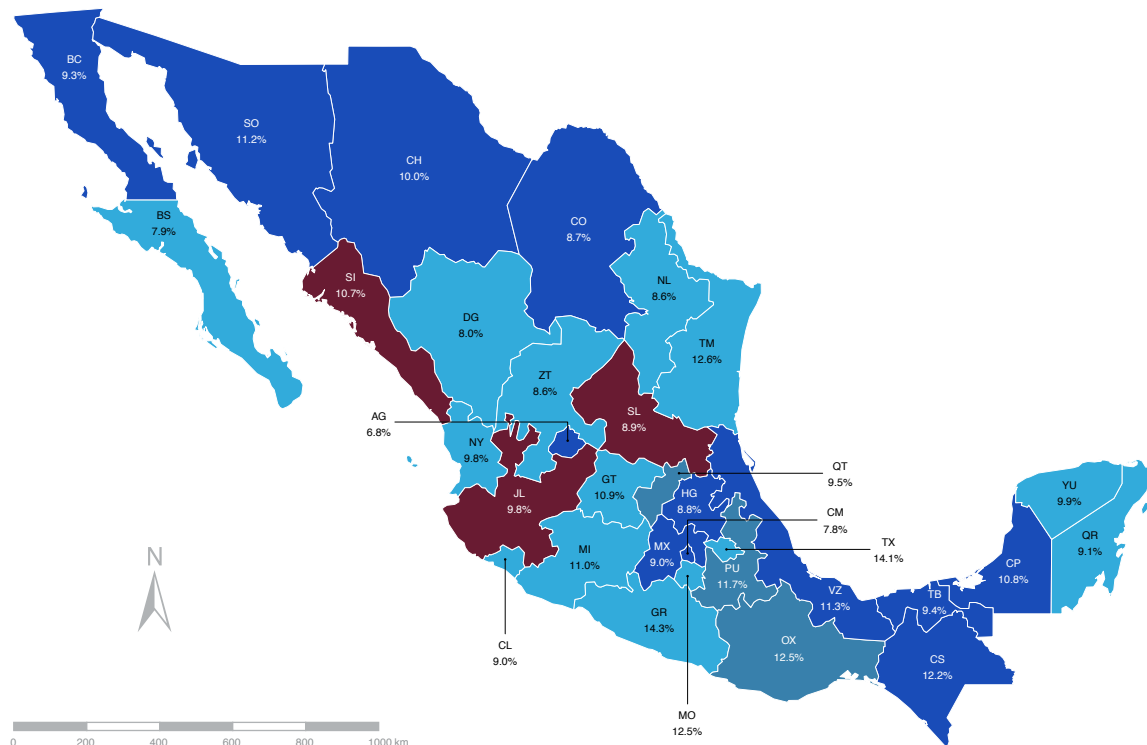 BC
9.3%
SO
11.2%
CH
10.0%
CO
8.7%
BS
7.9%
SI
10.7%
NL
8.6%
DG
8.0%
TM
12.6%
ZT
8.6%
AG
6.8%
SL
8.9%
NY
9.8%
QT
9.5%
GT
10.9%
HG
8.8%
JL
9.8%
YU
9.9%
CM
7.8%
QR
9.1%
TX
14.1%
MI
11.0%
MX
9.0%
PU
11.7%
CP
10.8%
N
VZ
11.3%
TB
9.4%
GR
14.3%
CL
9.0%
OX
12.5%
CS
12.2%
MO
12.5%
0 200 400 600 800 1000 km